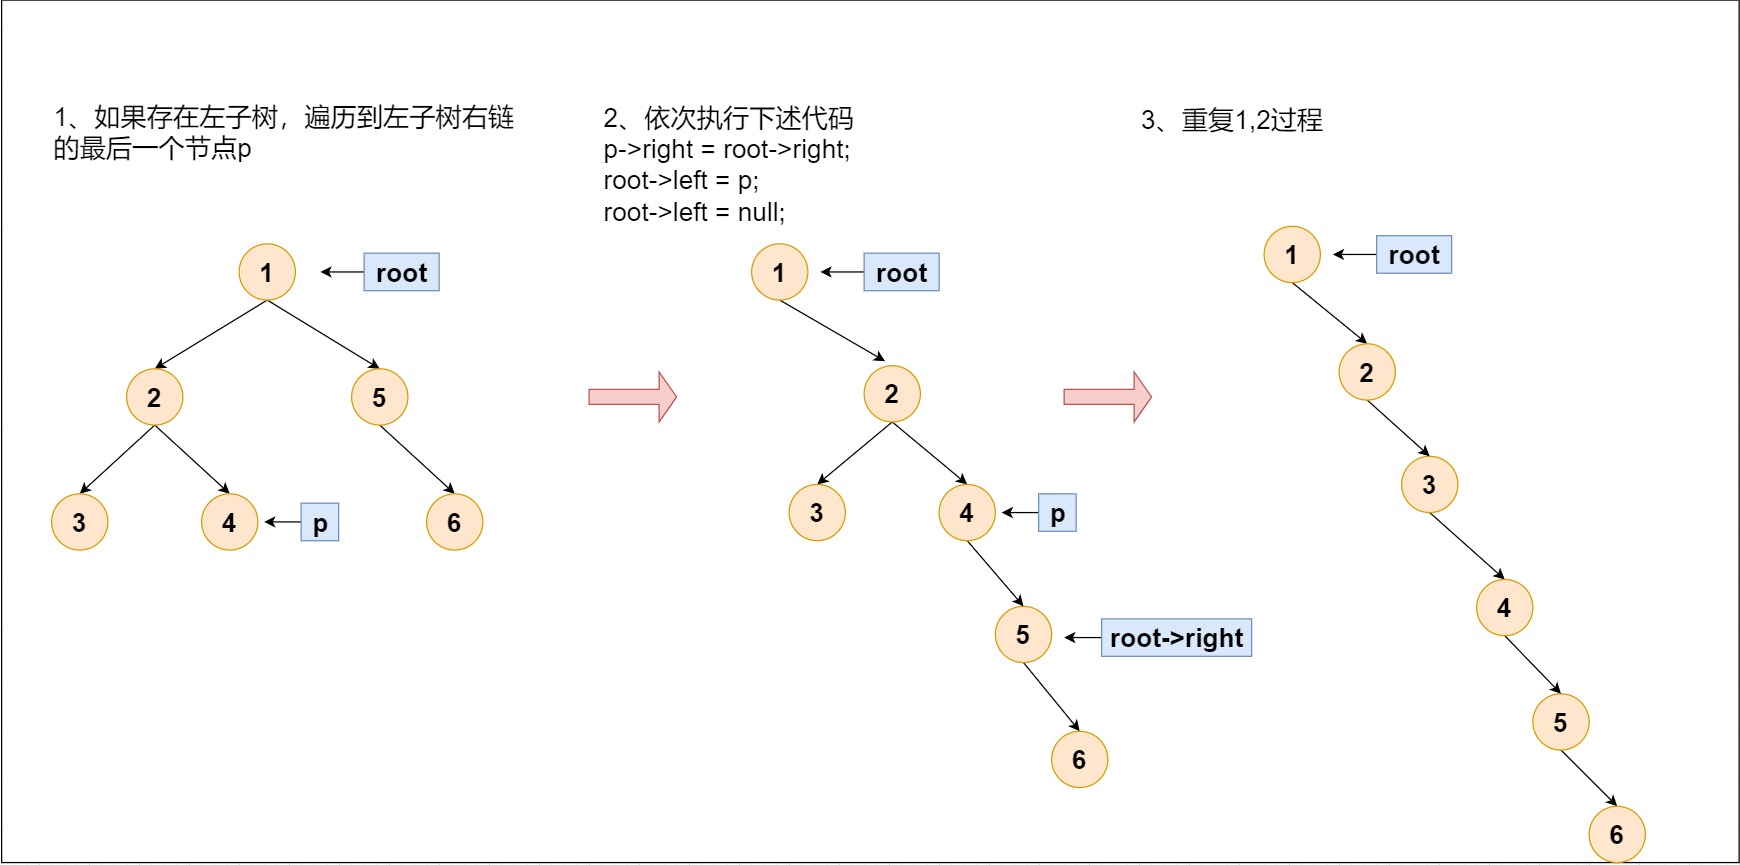 1、如果存在左子树，遍历到左子树右链
的最后一个节点p
2、依次执行下述代码
p->right = root->right;
root->left = p;
root->left = null;
3、重复1,2过程
1
root
2
5
3
4
p
6
1
root
2
3
4
p
5
root->right
6
1
root
2
3
4
5
6